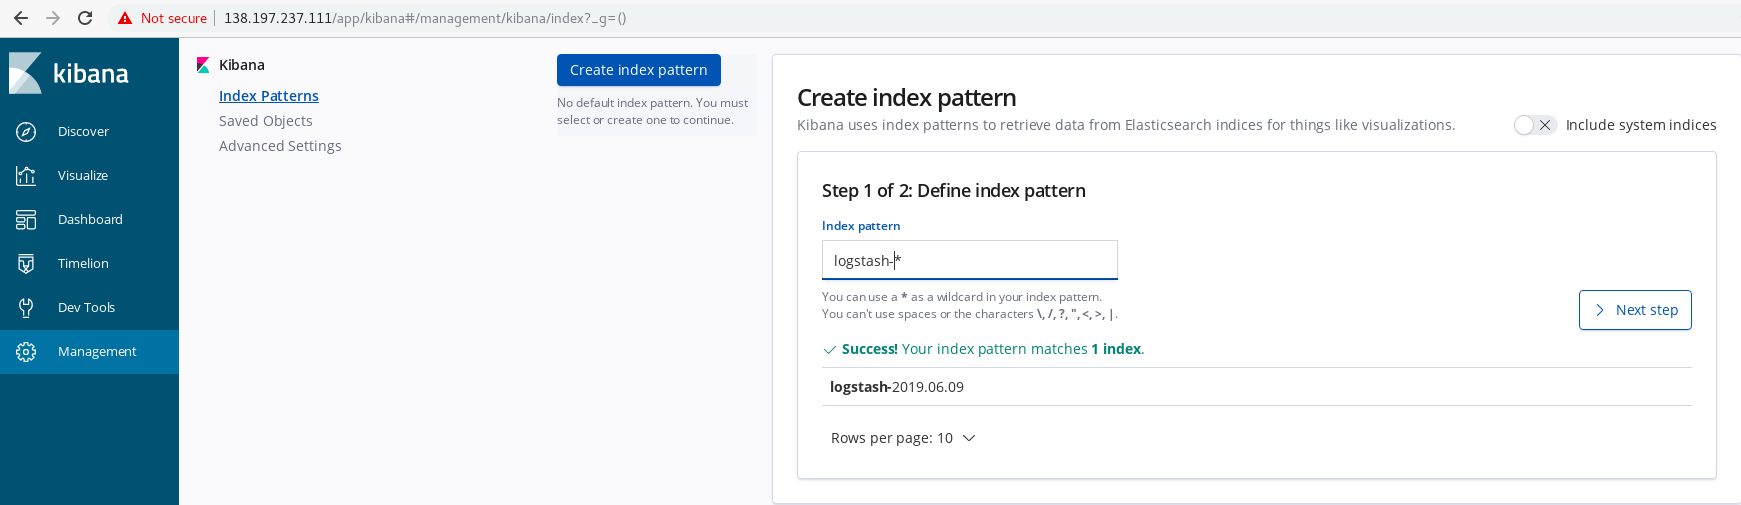 Not secure 138.197.237.111/app/kibana#/management/kibana/index?_g=()
kibana
Discover
Visualize
Dashboard
Timelion
Dev Tools
Management
Kibana
Index Patterns
Saved Objects
Advanced Settings
Create index pattern
No default index pattern. You must
select or create one to continue.
Create index pattern
Kibana uses index patterns to retrieve data from Elasticsearch indices for things like visualizations.
Include system indices
Step 1 of 2: Define index pattern
Index pattern
logstash-*
You can use a * as a wildcard in your index pattern.
You can't use spaces or the characters \, /, ?, ", <, >, |.
Next step
Success! Your index pattern matches 1 index.
logstash-2019.06.09
Rows per page: 10